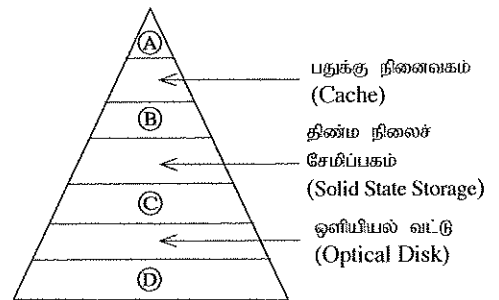 A
பதுக்கு நினைவகம்
(Cache)
B
திண்ம நிலைச்
சேமிப்பகம்
(Solid State Storage)
C
ஒளியியல் வட்டு
(Optical Disk)
D